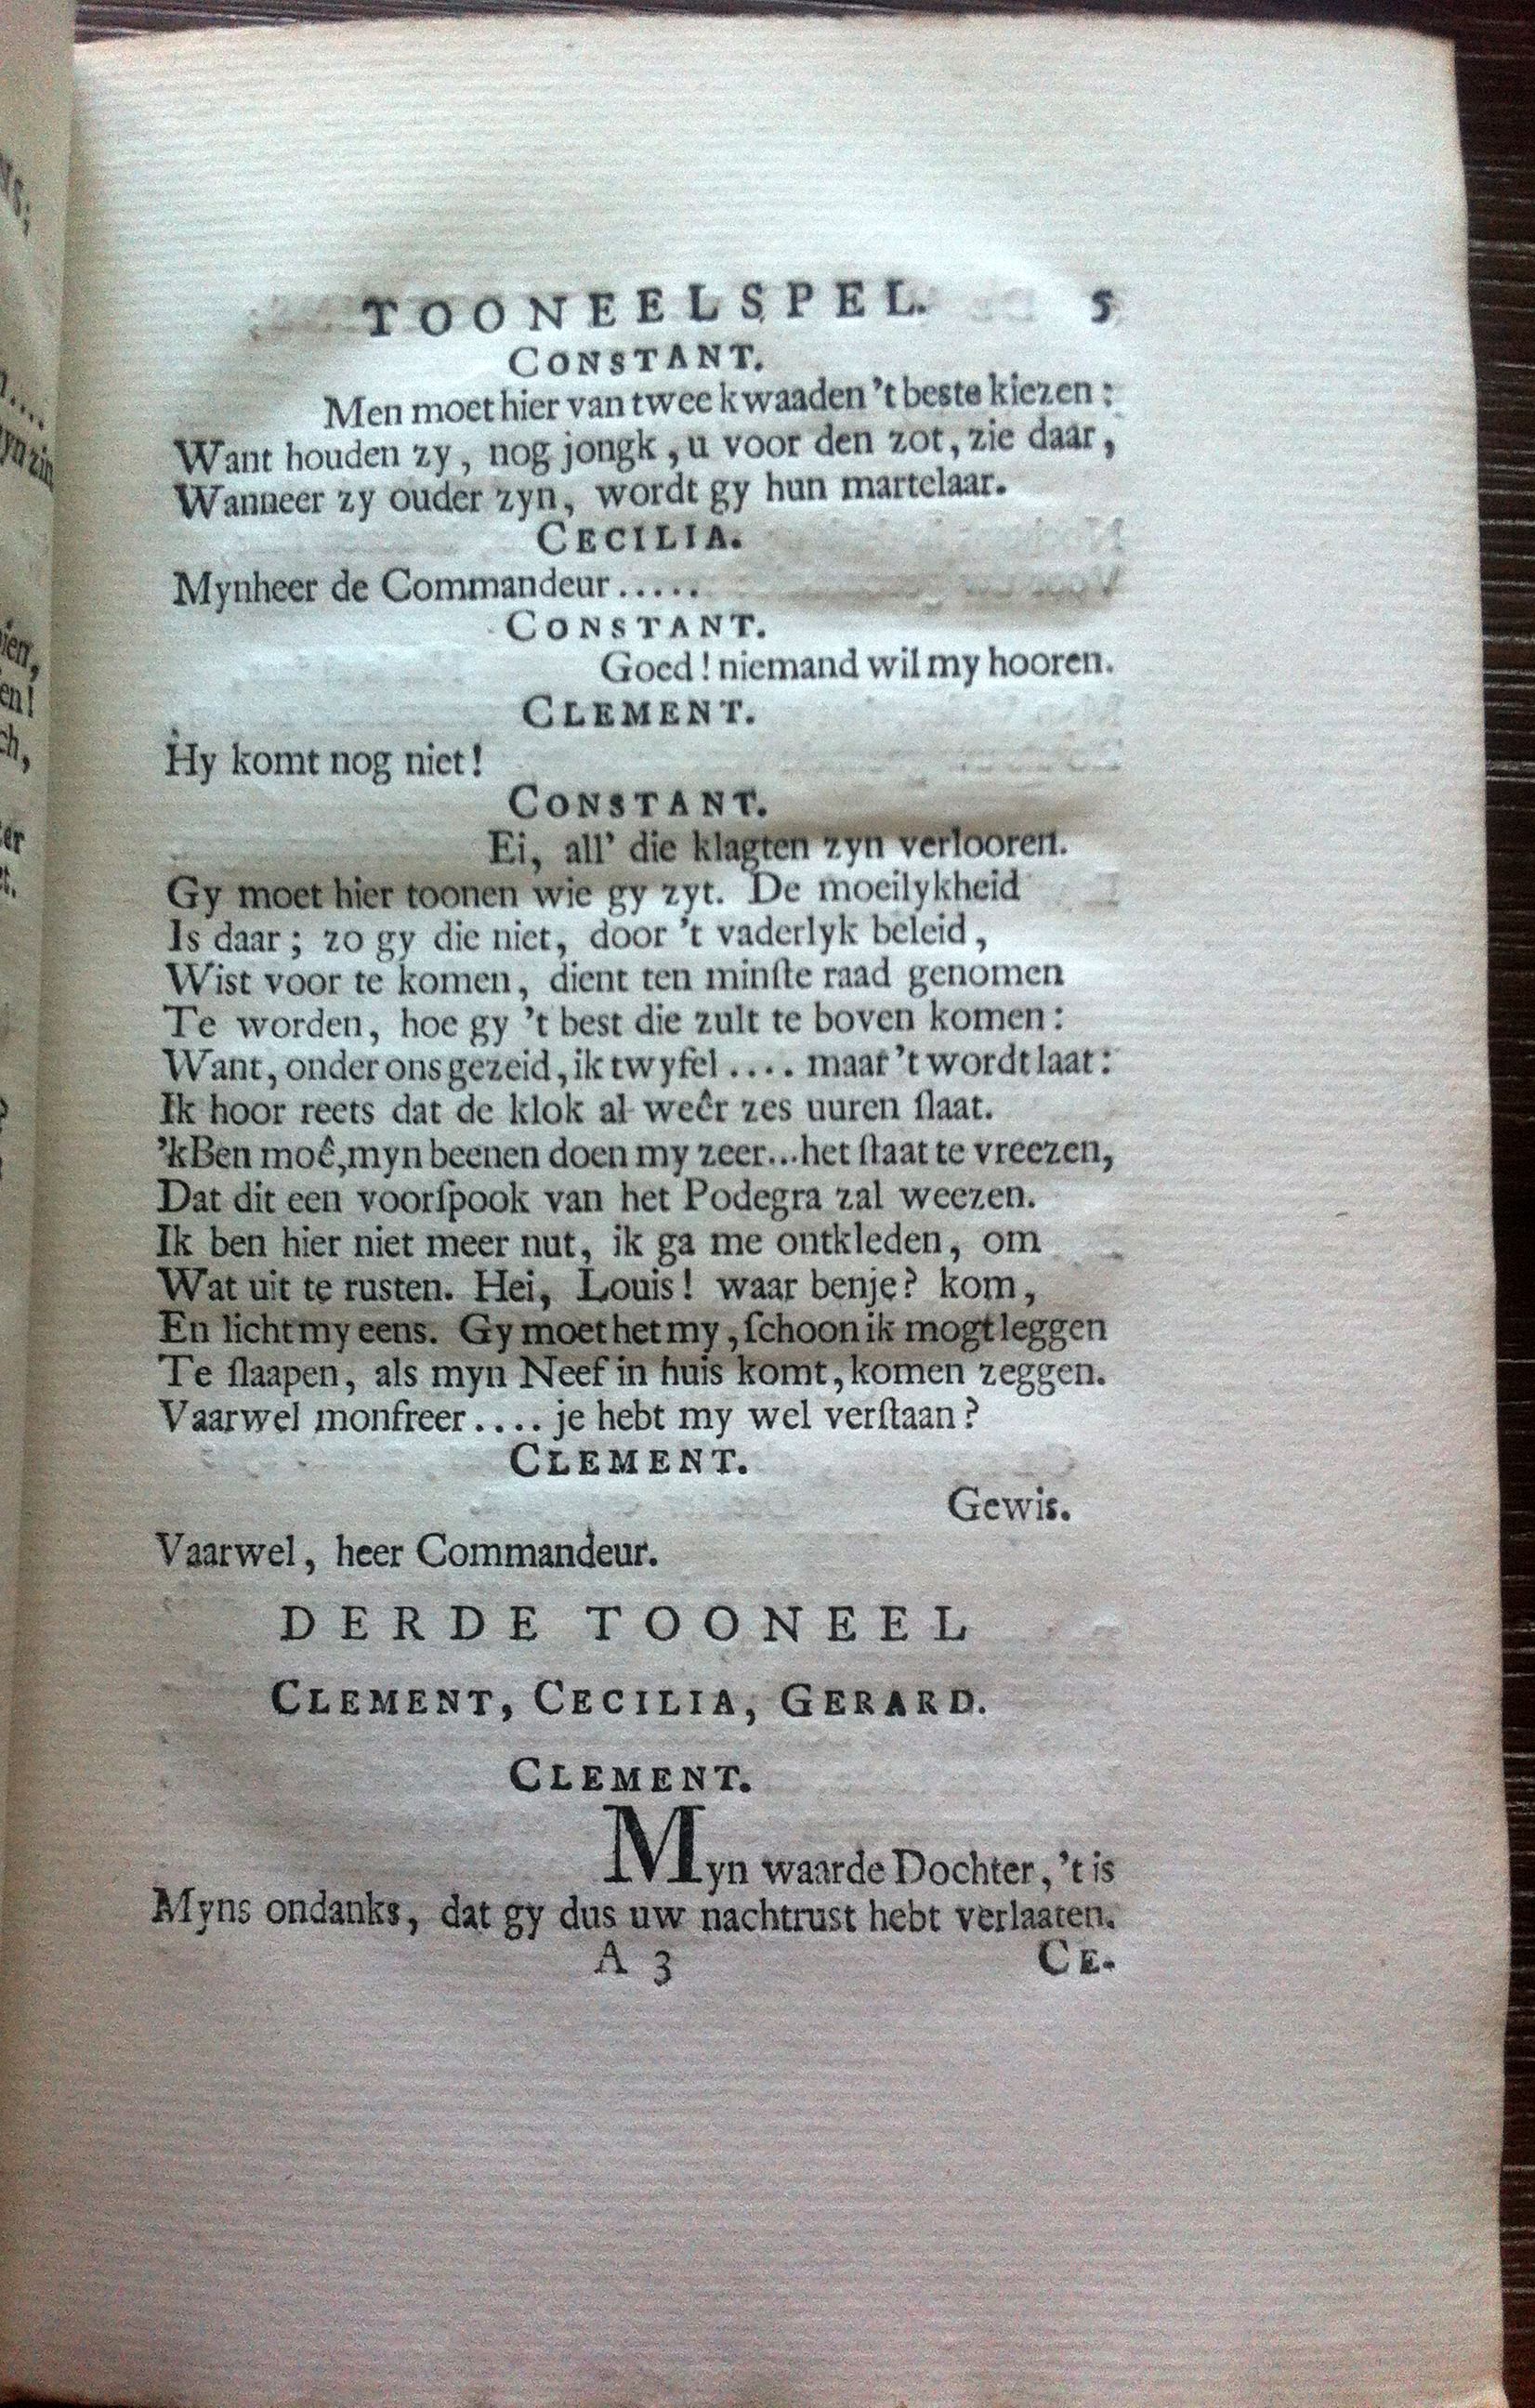 TOONEELSPEL. 5
CONSTANT.
Men moet hier van twee kwaaden 't beste kiezen:
Want houden zy, nog jongk, u voor den zot, zie daar,
Wanneer zy ouder zyn, wordt gy hun martelaar.
CECILIA.
Mynheer de Commandeur.....
CONSTANT.
Goed! niemand wil my hooren.
CLEMENT.
Hy komt nog niet!
CONSTANT.
Ei, all' die klagten zyn verlooren.
Gy moet hier toonen wie gy zyt. De moeilykheid
Is daar; zo gy die niet, door 't vaderlyk beleid,
Wist voor te komen, dient ten minſte raad genomen
Te worden, hoe gy 't best die zult te boven komen:
Want, onder ons gezeid, ik twyfel.... maar 't wordt laat:
Ik hoor reets dat de klok al weêr zes uuren ſlaat.
'k Ben moê, myn beenen doen my zeer...het ſtaat te vreezen,
Dat dit een voorſpook van het Podegra zal weezen.
Ik ben hier niet meer nut, ik ga me ontkleden, om
Wat uit te rusten. Hei, Louis! waar benje? kom,
En licht my eens. Gy moet het my, ſchoon ik mogt leggen
Te ſlaapen, als myn Neef in huis komt, komen zeggen.
Vaarwel monfreer.... je hebt my wel verſtaan?
CLEMENT.
Gewis.
Vaarwel, heer Commandeur.
DERDE TOONEEL
CLEMENT, CECILIA, GERARD.
CLEMENT.
Myn waarde Dochter, 't is
Myns ondanks, dat gy dus uw nachtrust hebt verlaaten.
A 3 CE-